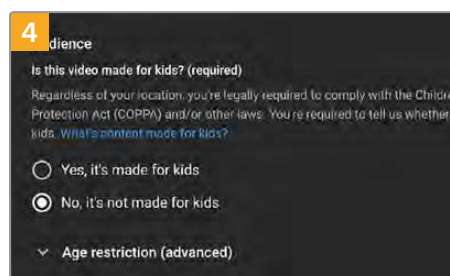 4
dience
Is this video made for kids? (required)
Regardless of your location, you're legally required to comply with the Childre
Protection Act (COPPA) and/or other laws. You're required to tell us whether
kids. What's content made for kids?
Yes, it's made for kids
No, it's not made for kids
Age restriction (advanced)